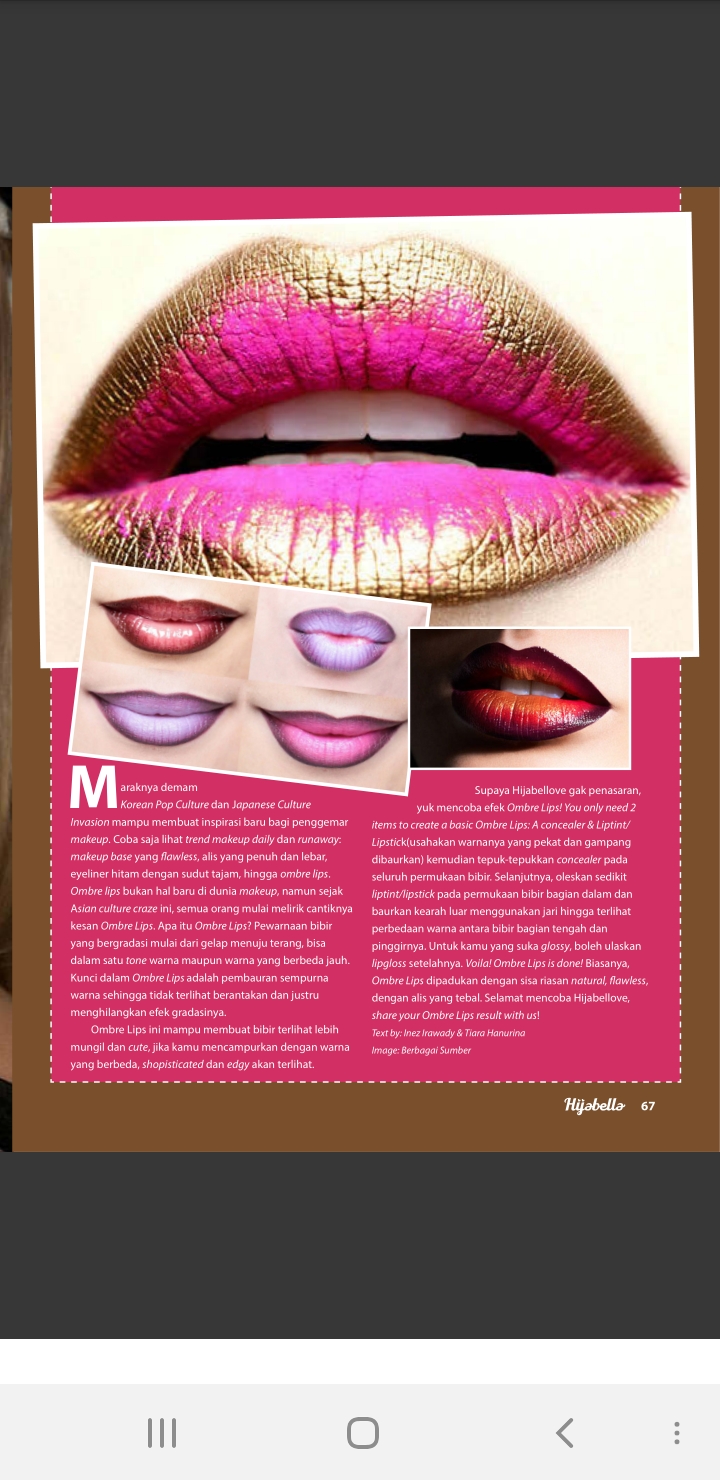 Maraknya demam
Korean Pop Culture dan Japanese Culture
Invasion mampu membuat inspirasi baru bagi penggemar
makeup. Coba saja lihat trend makeup daily dan runaway:
makeup base yang flawless, alis yang penuh dan lebar,
eyeliner hitam dengan sudut tajam, hingga ombre lips.
Ombre lips bukan hal baru di dunia makeup, namun sejak
Asian culture craze ini, semua orang mulai melirik cantiknya
kesan Ombre Lips. Apa itu Ombre Lips? Pewarnaan bibir
yang bergradasi mulai dari gelap menuju terang, bisa
dalam satu tone warna maupun warna yang berbeda jauh.
Kunci dalam Ombre Lips adalah pembauran sempurna
warna sehingga tidak terlihat berantakan dan justru
menghilangkan efek gradasinya.
Ombre Lips ini mampu membuat bibir terlihat lebih
mungil dan cute, jika kamu mencampurkan dengan warna
yang berbeda, shopisticated dan edgy akan terlihat.
Supaya Hijabellove gak penasaran,
yuk mencoba efek Ombre Lips! You only need 2
items to create a basic Ombre Lips: A concealer & Liptint/
Lipstick(usahakan warnanya yang pekat dan gampang
dibaurkan) kemudian tepuk-tepukkan concealer pada
seluruh permukaan bibir. Selanjutnya, oleskan sedikit
liptint/lipstick pada permukaan bibir bagian dalam dan
baurkan kearah luar menggunakan jari hingga terlihat
perbedaan warna antara bibir bagian tengah dan
pinggirnya. Untuk kamu yang suka glossy, boleh ulaskan
lipgloss setelahnya. Voila! Ombre Lips is done! Biasanya,
Ombre Lips dipadukan dengan sisa riasan natural, flawless,
dengan alis yang tebal. Selamat mencoba Hijabellove,
share your Ombre Lips result with us!
Text by: Inez Irawady & Tiara Hanurina
Image: Berbagai Sumber
Hijabella 67